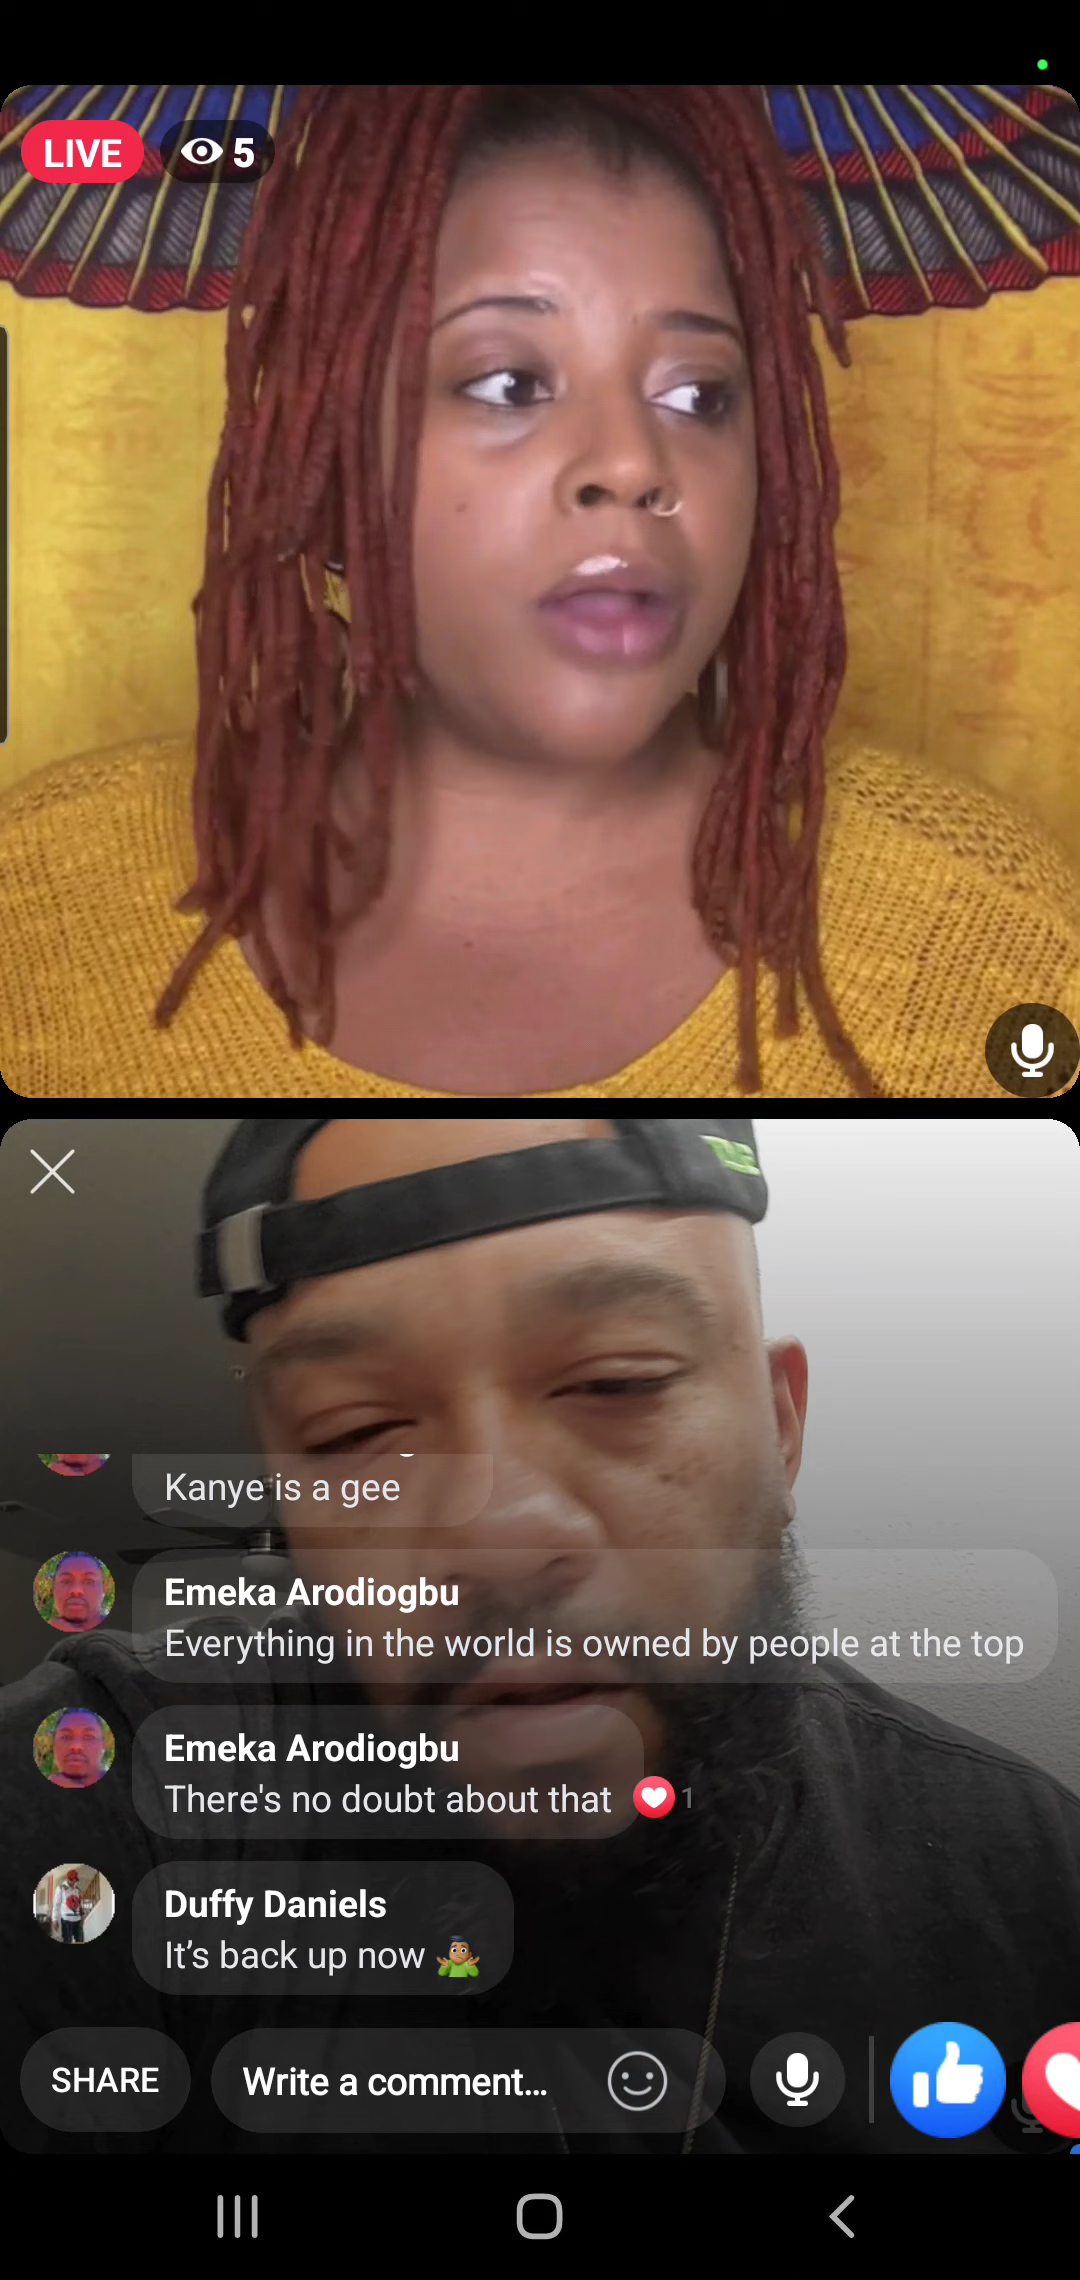 LIVE
5
Kanye is a gee
Emeka Arodiogbu
Everything in the world is owned by people at the top
Emeka Arodiogbu
There's no doubt about that
1
Duffy Daniels
It’s back up now 🤷🏽‍♂️
SHARE
Write a comment...